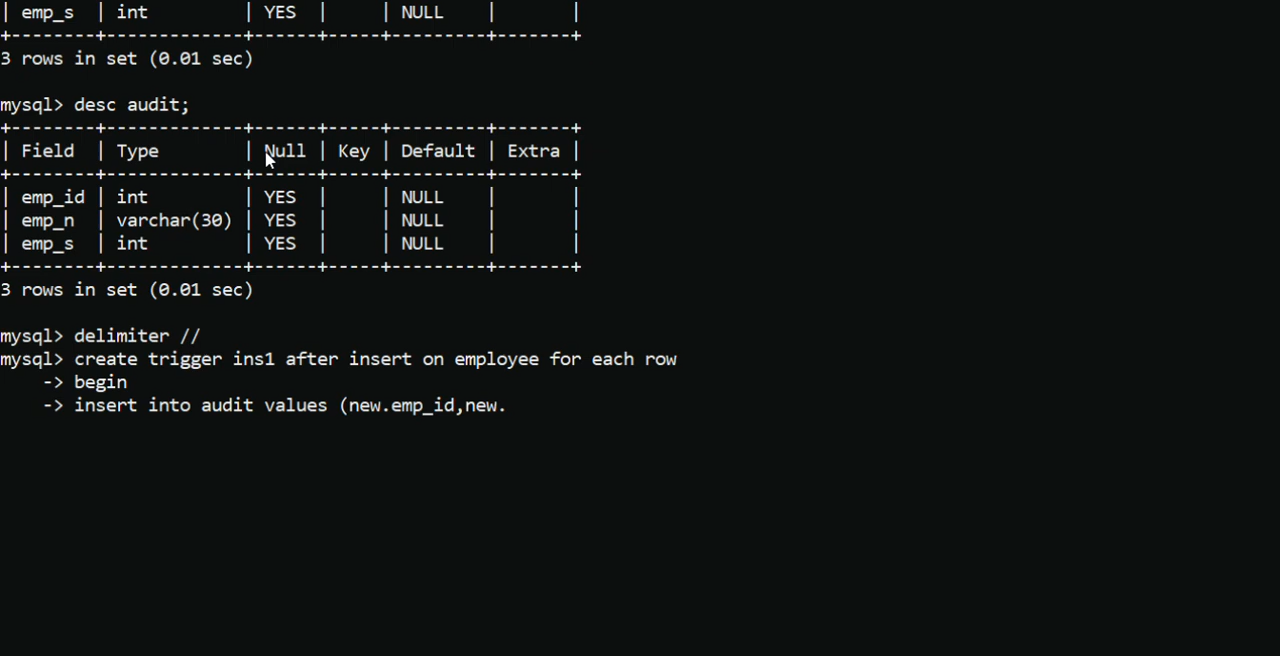 | emp_s  | int         | YES  |     | NULL    |       |
+--------+-------------+------+-----+---------+-------+
3 rows in set (0.01 sec)
mysql> desc audit;
+--------+-------------+------+-----+---------+-------+
| Field  | Type        | Null | Key | Default | Extra |
+--------+-------------+------+-----+---------+-------+
| emp_id | int         | YES  |     | NULL    |       |
| emp_n  | varchar(30) | YES  |     | NULL    |       |
| emp_s  | int         | YES  |     | NULL    |       |
+--------+-------------+------+-----+---------+-------+
3 rows in set (0.01 sec)
mysql> delimiter //
mysql> create trigger ins1 after insert on employee for each row
    -> begin
    -> insert into audit values (new.emp_id,new.